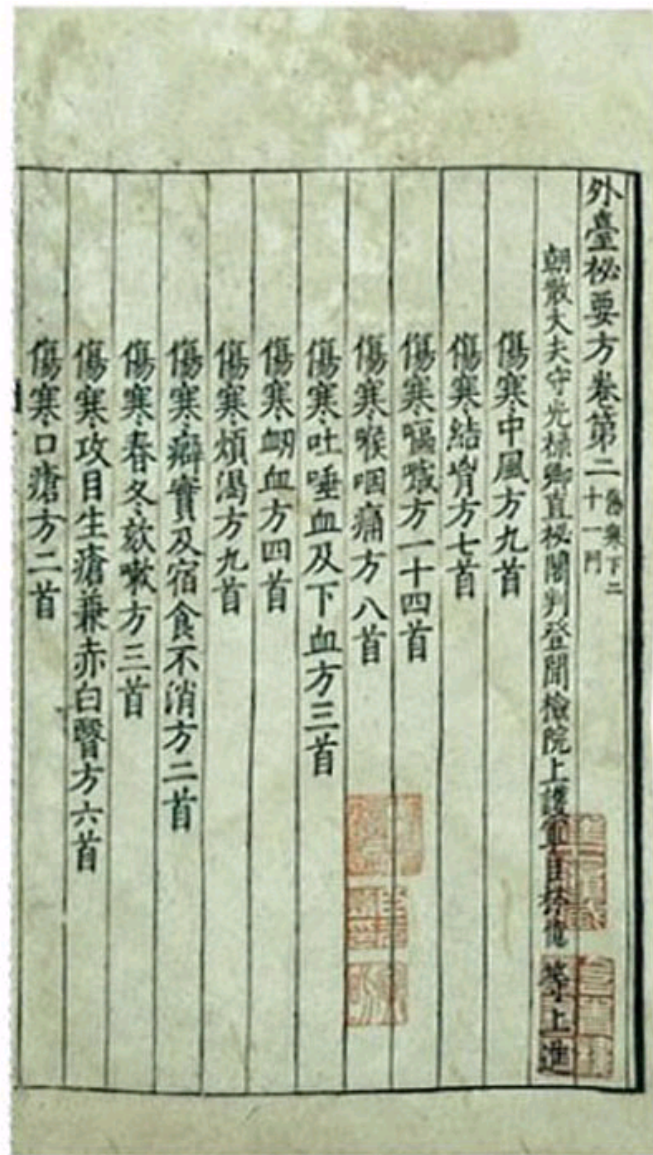 外臺祕要方卷第二 傷寒下二十一門
朝散大夫守光祿卿直祕閣判登聞檢院上護軍臣林億等上進
傷寒中風方九首
傷寒結胷方七首
傷寒嘔噦方一十四首
傷寒喉咽痛方八首
傷寒吐唾血及下血方三首
傷寒衂血方四首
傷寒煩渴方九首
傷寒癖實及宿食不消方二首
傷寒春冬欬嗽方三首
傷寒攻目生瘡兼赤白瞖方六首
傷寒口瘡方二首